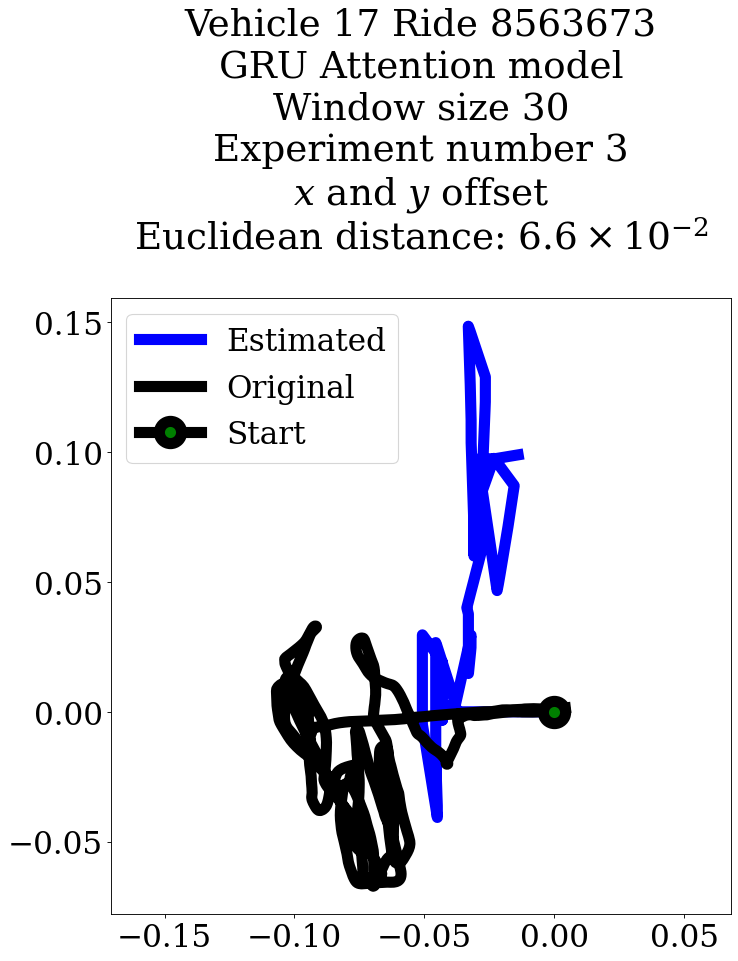 Vehicle 17 Ride 8563673
GRU Attention model
Window size 30
Experiment number 3
x and y offset
Euclidean distance: 6.6 × 10⁻²
Estimated
Original
Start
0.15
0.10
0.05
0.00
−0.05
−0.15 −0.10 −0.05 0.00 0.05